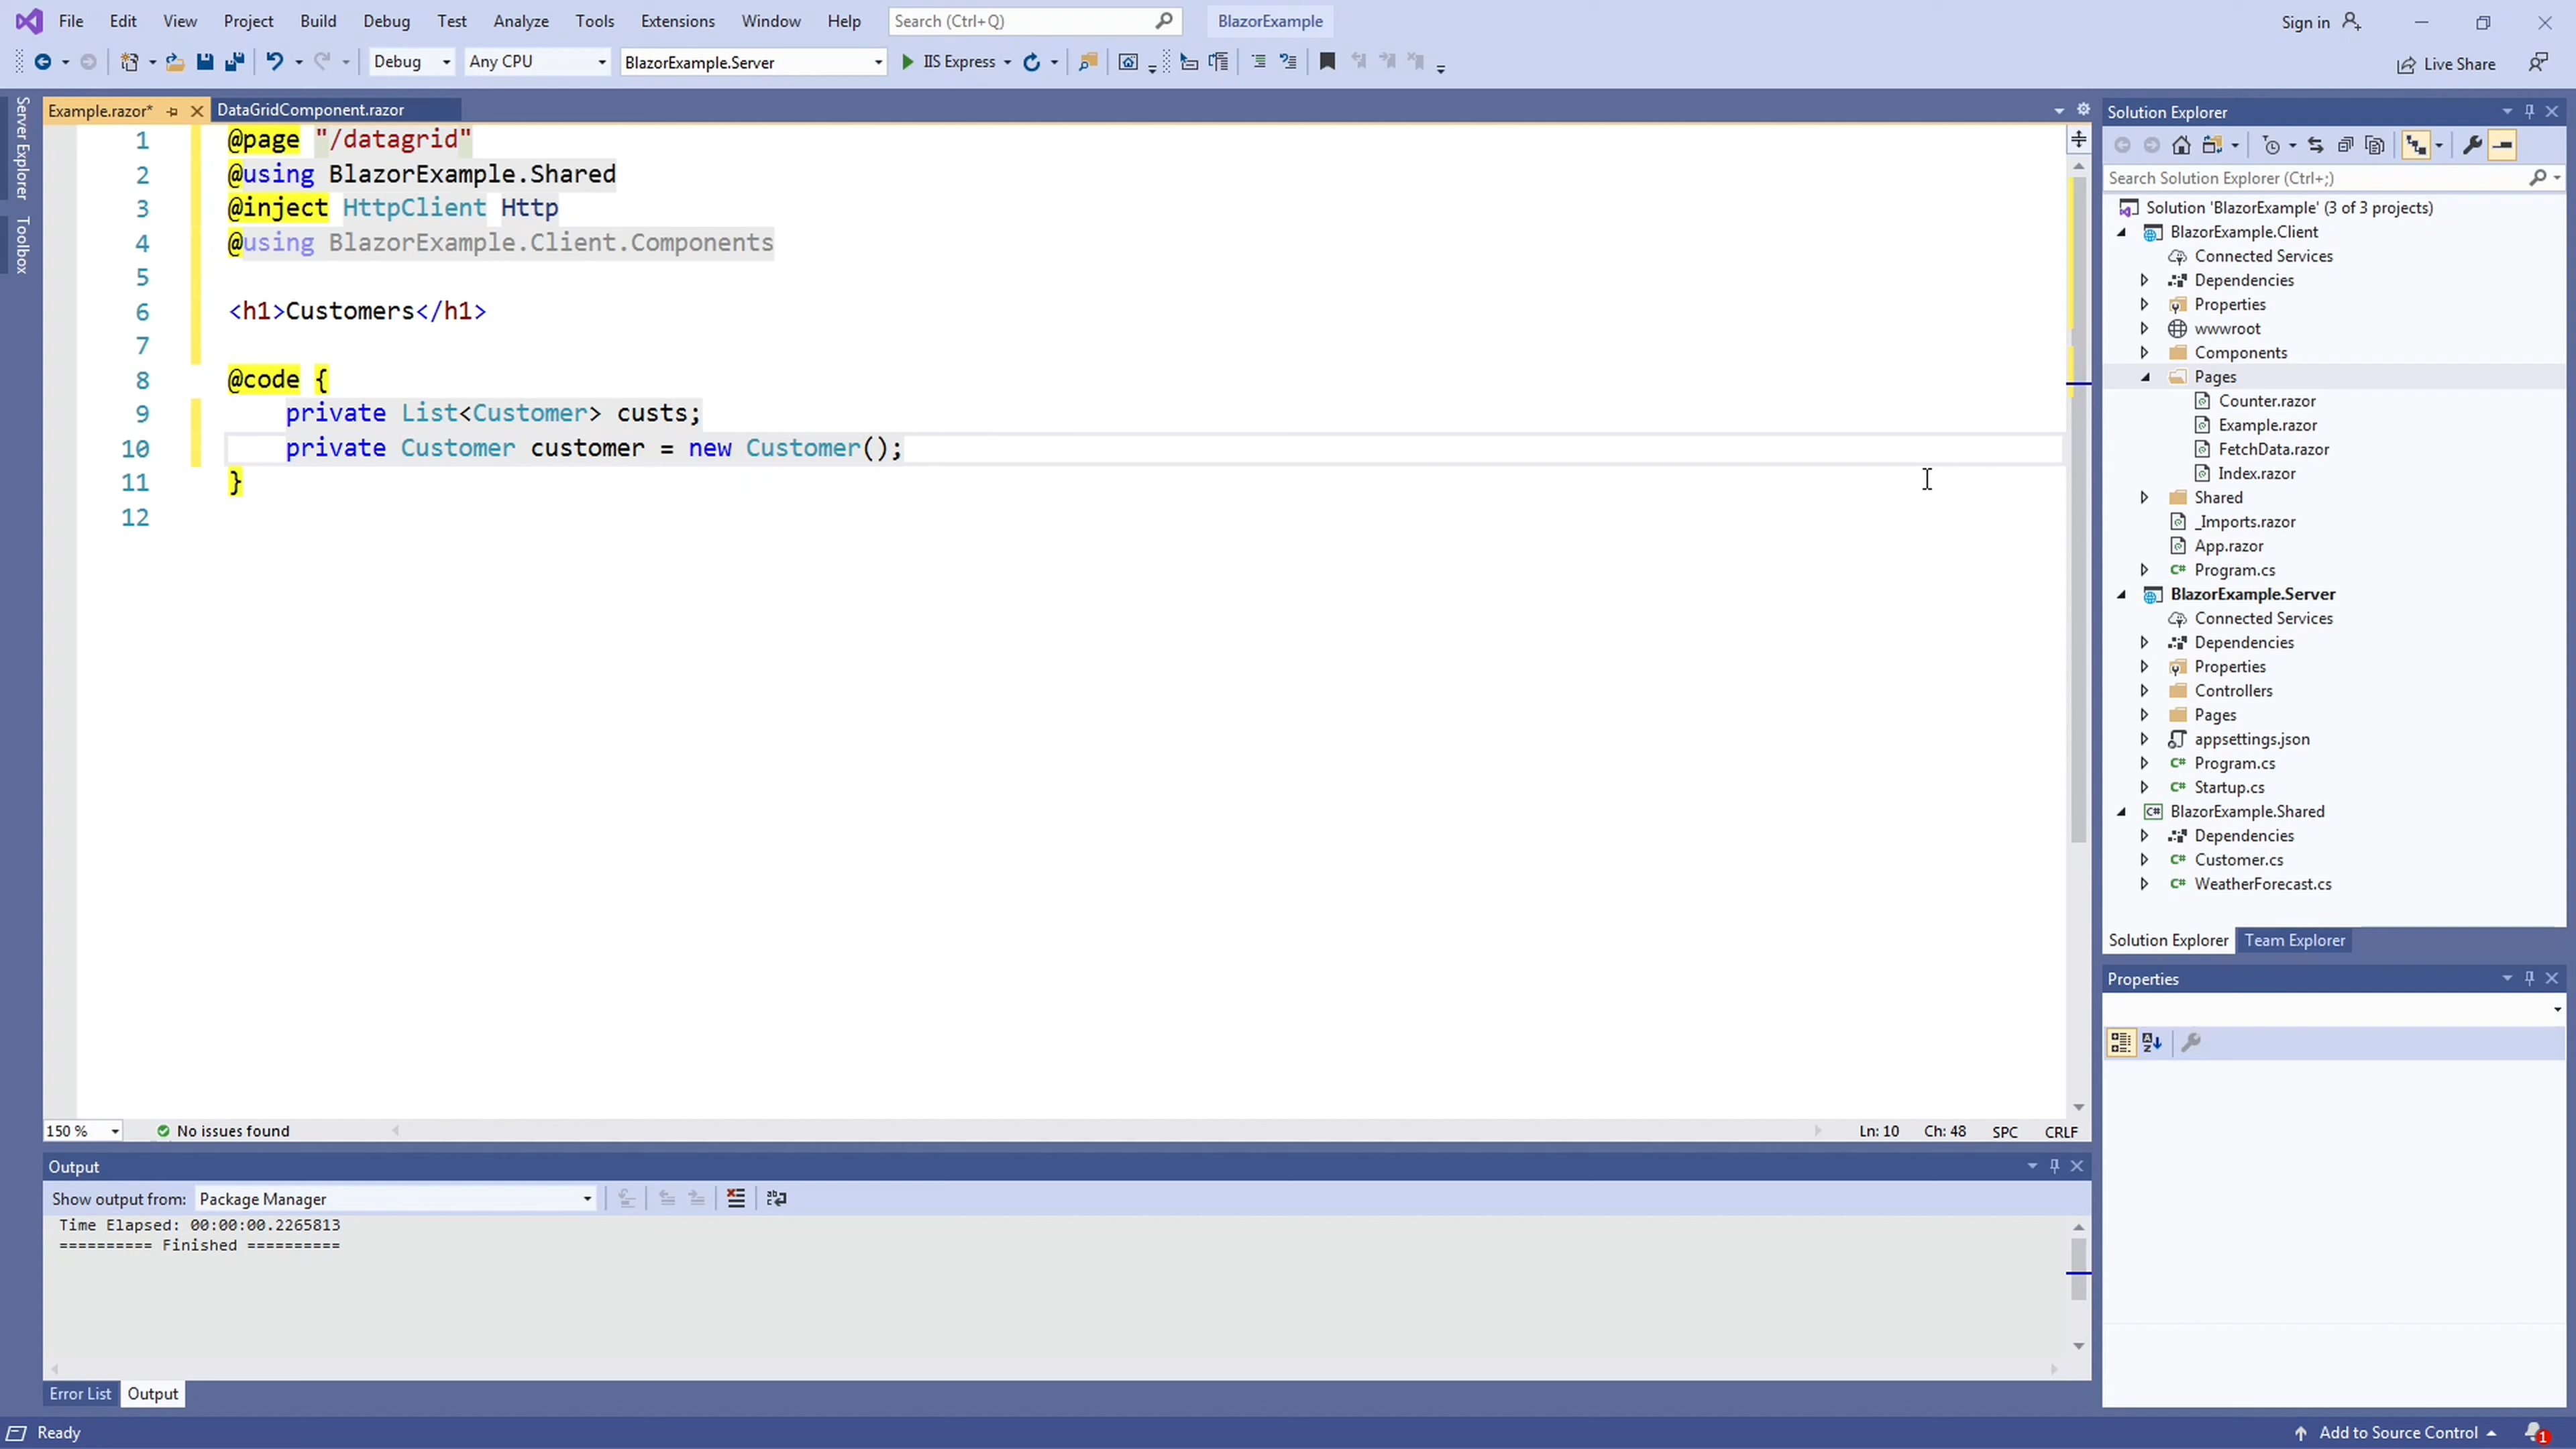 File Edit View Project Build Debug Test Analyze Tools Extensions Window Help Search (Ctrl+Q) BlazorExample Sign in
Debug Any CPU BlazorExample.Server IIS Express Live Share
Server Explorer
Toolbox
Example.razor* DataGridComponent.razor
1 @page "/datagrid"
2 @using BlazorExample.Shared
3 @inject HttpClient Http
4 @using BlazorExample.Client.Components
5
6 <h1>Customers</h1>
7
8 @code {
9 private List<Customer> custs;
10 private Customer customer = new Customer();
11 }
12
150 % No issues found Ln: 10 Ch: 48 SPC CRLF
Output
Show output from: Package Manager
Time Elapsed: 00:00:00.2265813
========== Finished ==========
Error List Output
Solution Explorer
Search Solution Explorer (Ctrl+;)
Solution 'BlazorExample' (3 of 3 projects)
BlazorExample.Client
Connected Services
Dependencies
Properties
wwwroot
Components
Pages
Counter.razor
Example.razor
FetchData.razor
Index.razor
Shared
_Imports.razor
App.razor
C# Program.cs
BlazorExample.Server
Connected Services
Dependencies
Properties
Controllers
Pages
appsettings.json
C# Program.cs
C# Startup.cs
C# BlazorExample.Shared
Dependencies
C# Customer.cs
C# WeatherForecast.cs
Solution Explorer Team Explorer
Properties
Ready Add to Source Control 1